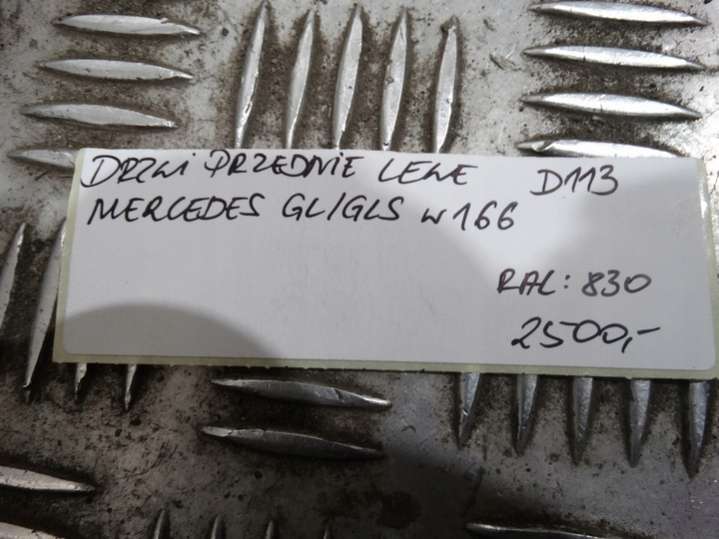 DRZWI PRZEDNIE LEWE D113
MERCEDES GL/GLS W166
RAL: 830
2500,-